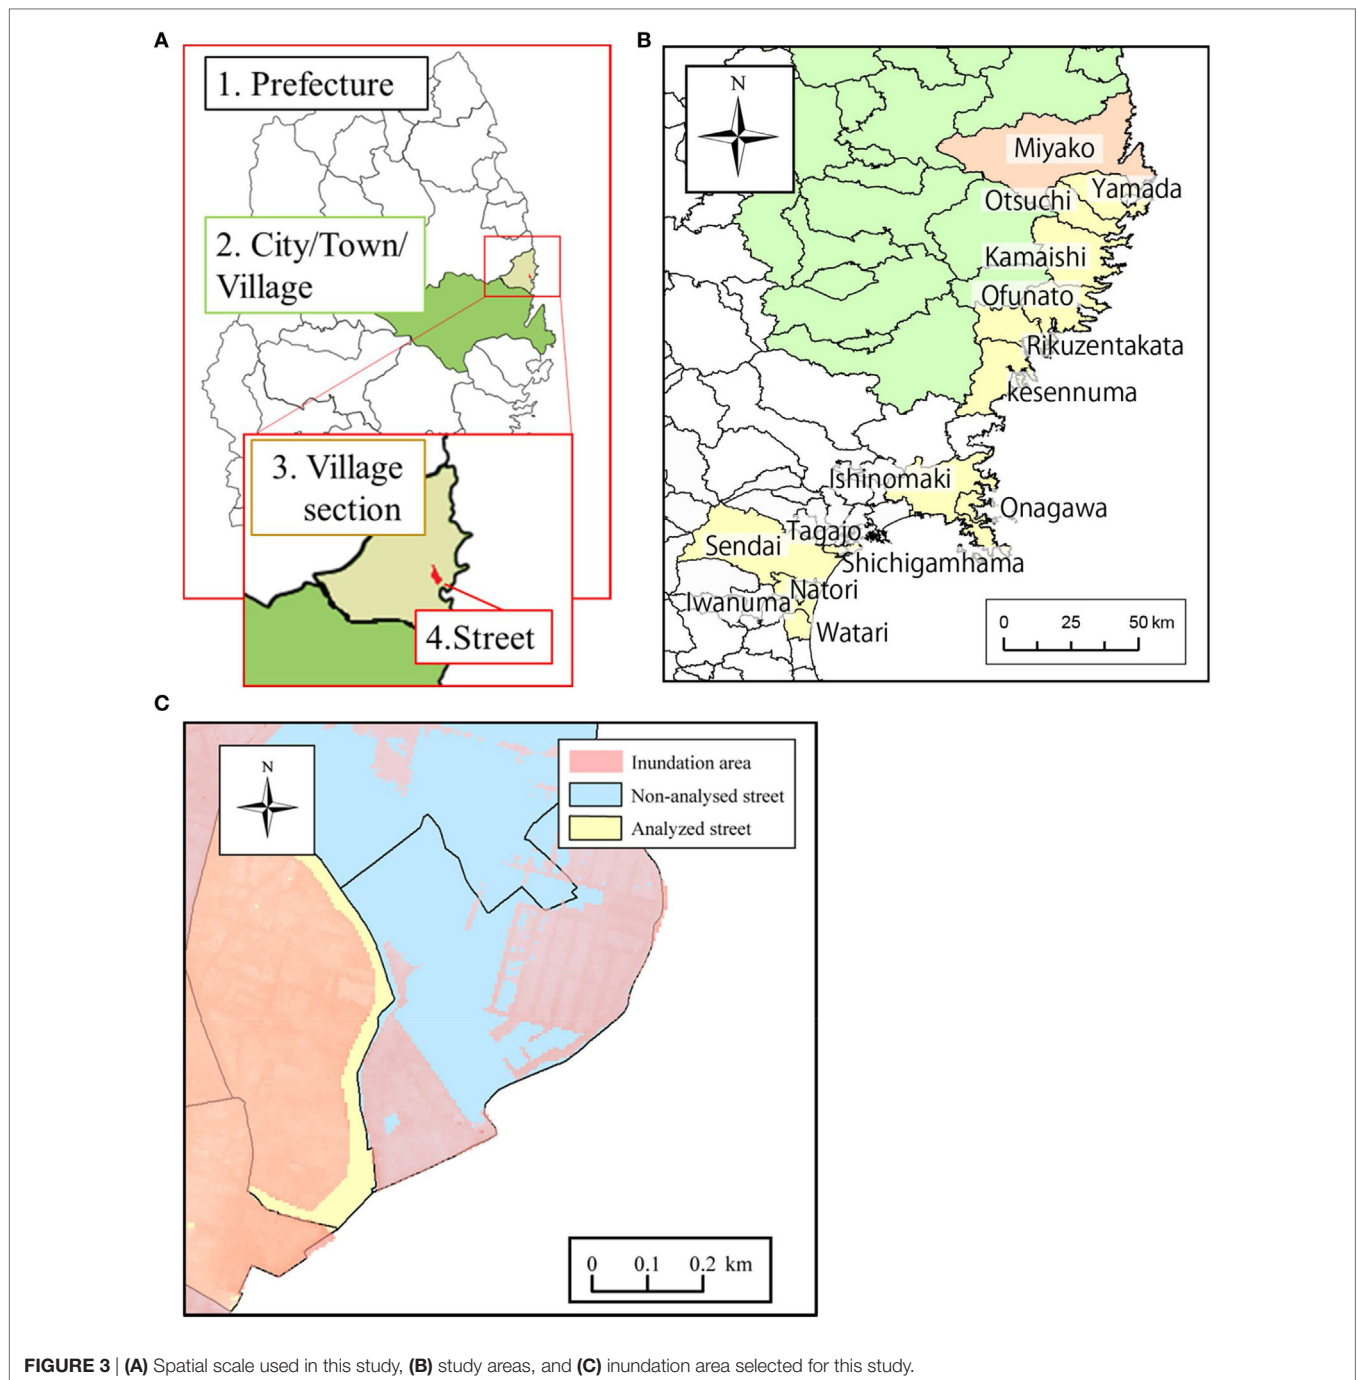 A
1. Prefecture
2. City/Town/
Village
3. Village
section
4.Street
B
N
Miyako
Yamada
Otsuchi
Kamaishi
Ofunato
Rikuzentakata
kesennuma
Ishinomaki
Onagawa
Tagajo
Sendai
Shichigamhama
Natori
Iwanuma
Watari
0 25 50 km
C
N
Inundation area
Non-analysed street
Analyzed street
0 0.1 0.2 km
FIGURE 3 | (A) Spatial scale used in this study, (B) study areas, and (C) inundation area selected for this study.